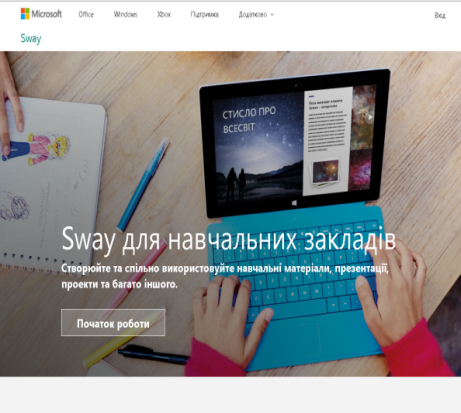 Microsoft Office Windows Xbox Підтримка Додатково Вхід
Sway
СТИСЛО ПРО
ВСЕСВІТ
Sway для навчальних закладів
Створюйте та спільно використовуйте навчальні матеріали, презентації,
проекти та багато іншого.
Початок роботи